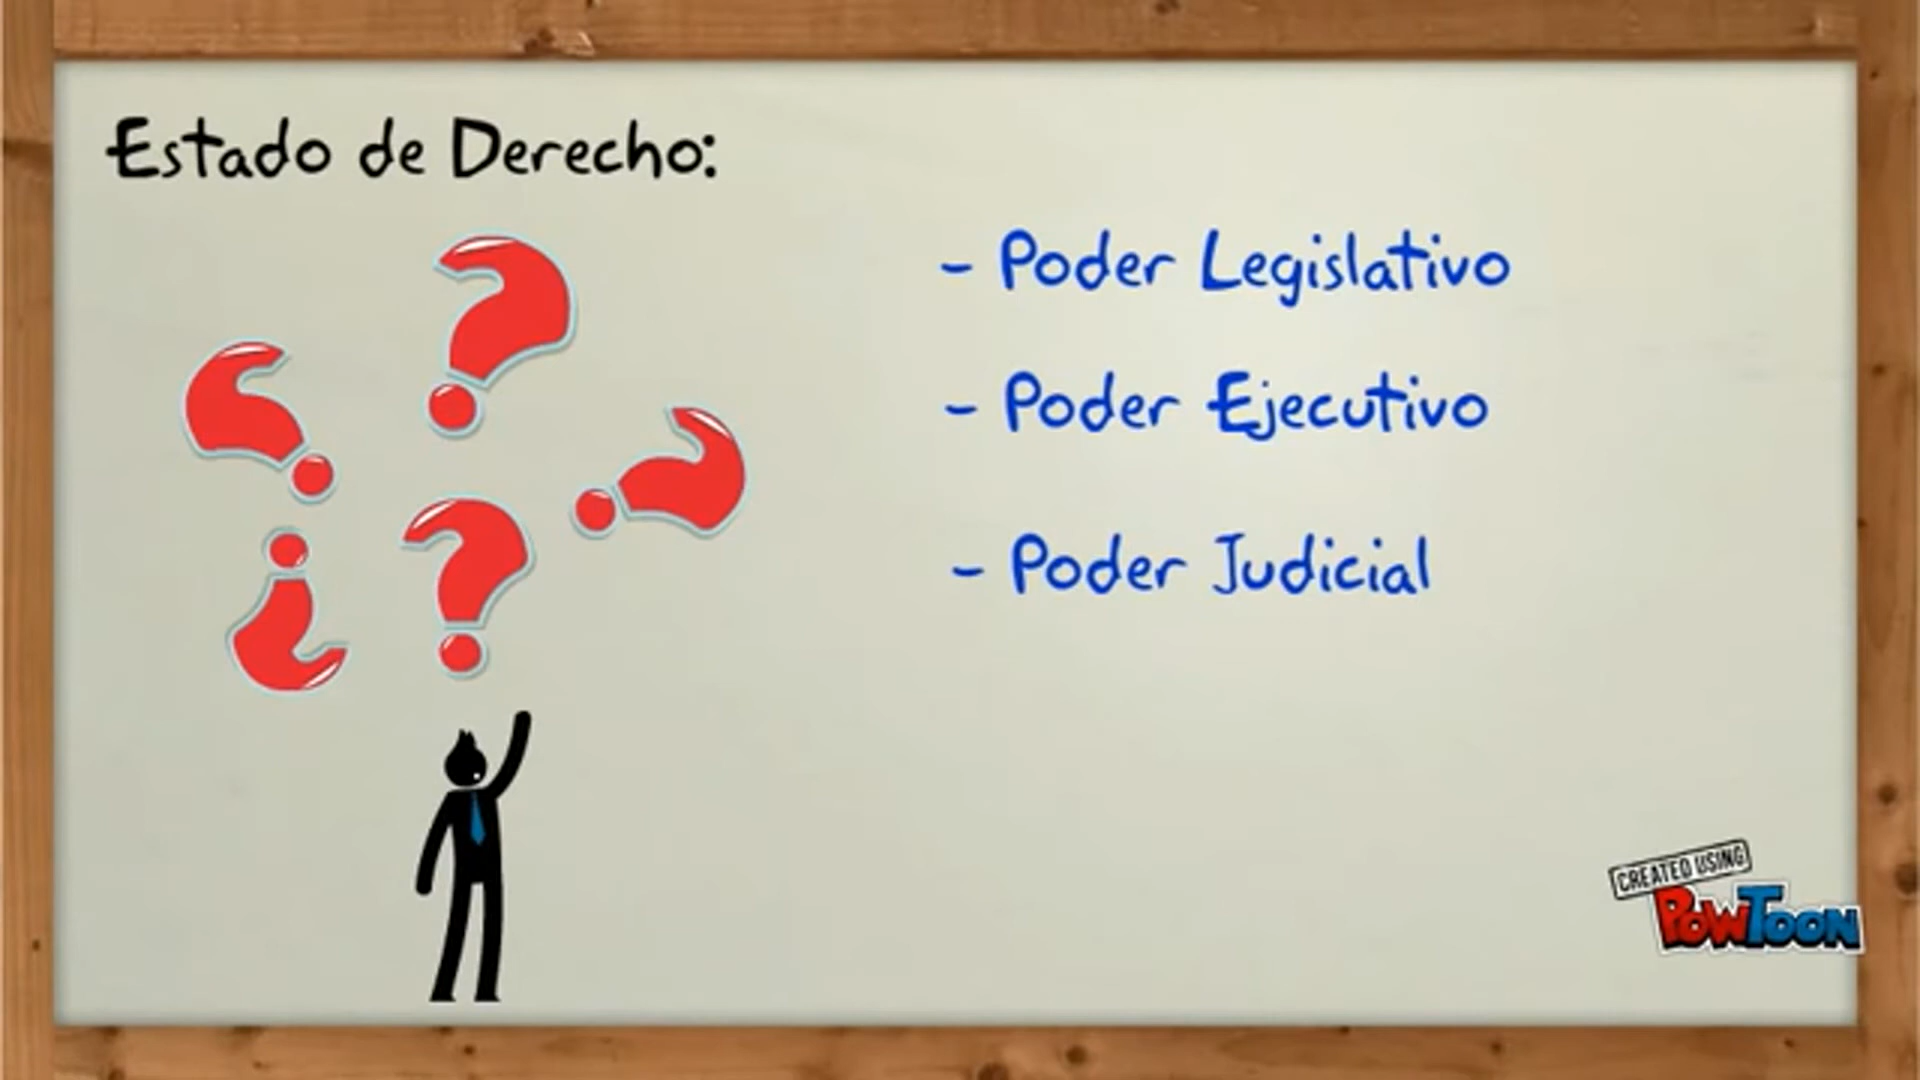 Estado de Derecho:
- Poder Legislativo
- Poder Ejecutivo
- Poder Judicial
CREATED USING
POWTOON